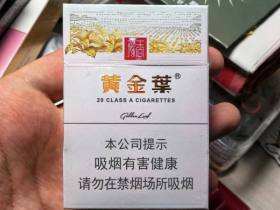 黄金葉®
20 CLASS A CIGARETTES
Golden Leaf
本公司提示
吸烟有害健康
请勿在禁烟场所吸烟